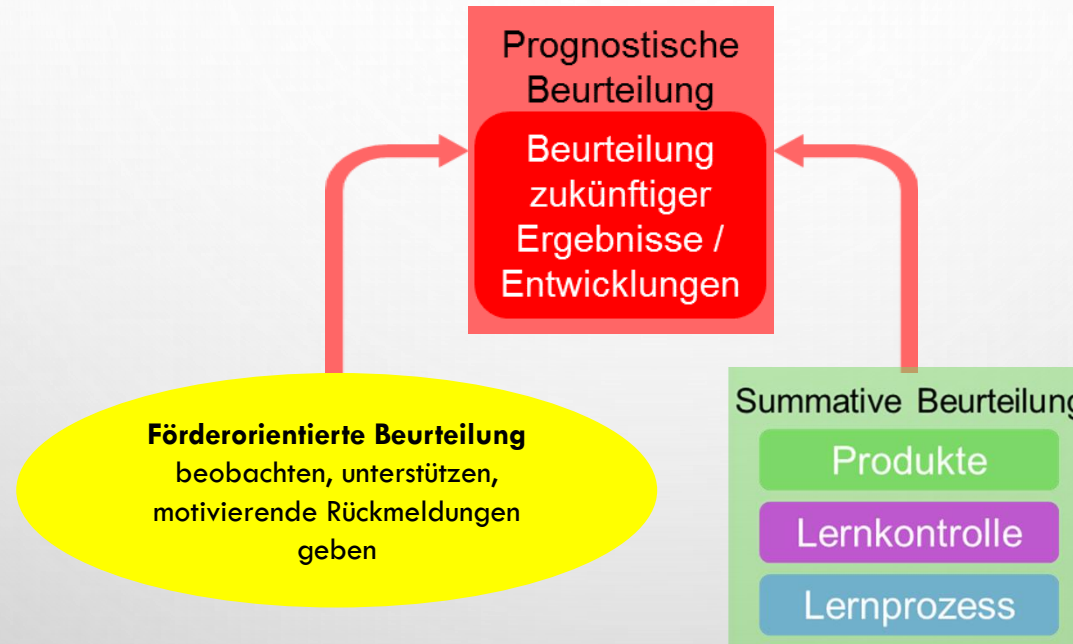 Prognostische
Beurteilung
Beurteilung
zukünftiger
Ergebnisse /
Entwicklungen
Förderorientierte Beurteilung
beobachten, unterstützen,
motivierende Rückmeldungen
geben
Summative Beurteilung
Produkte
Lernkontrolle
Lernprozess